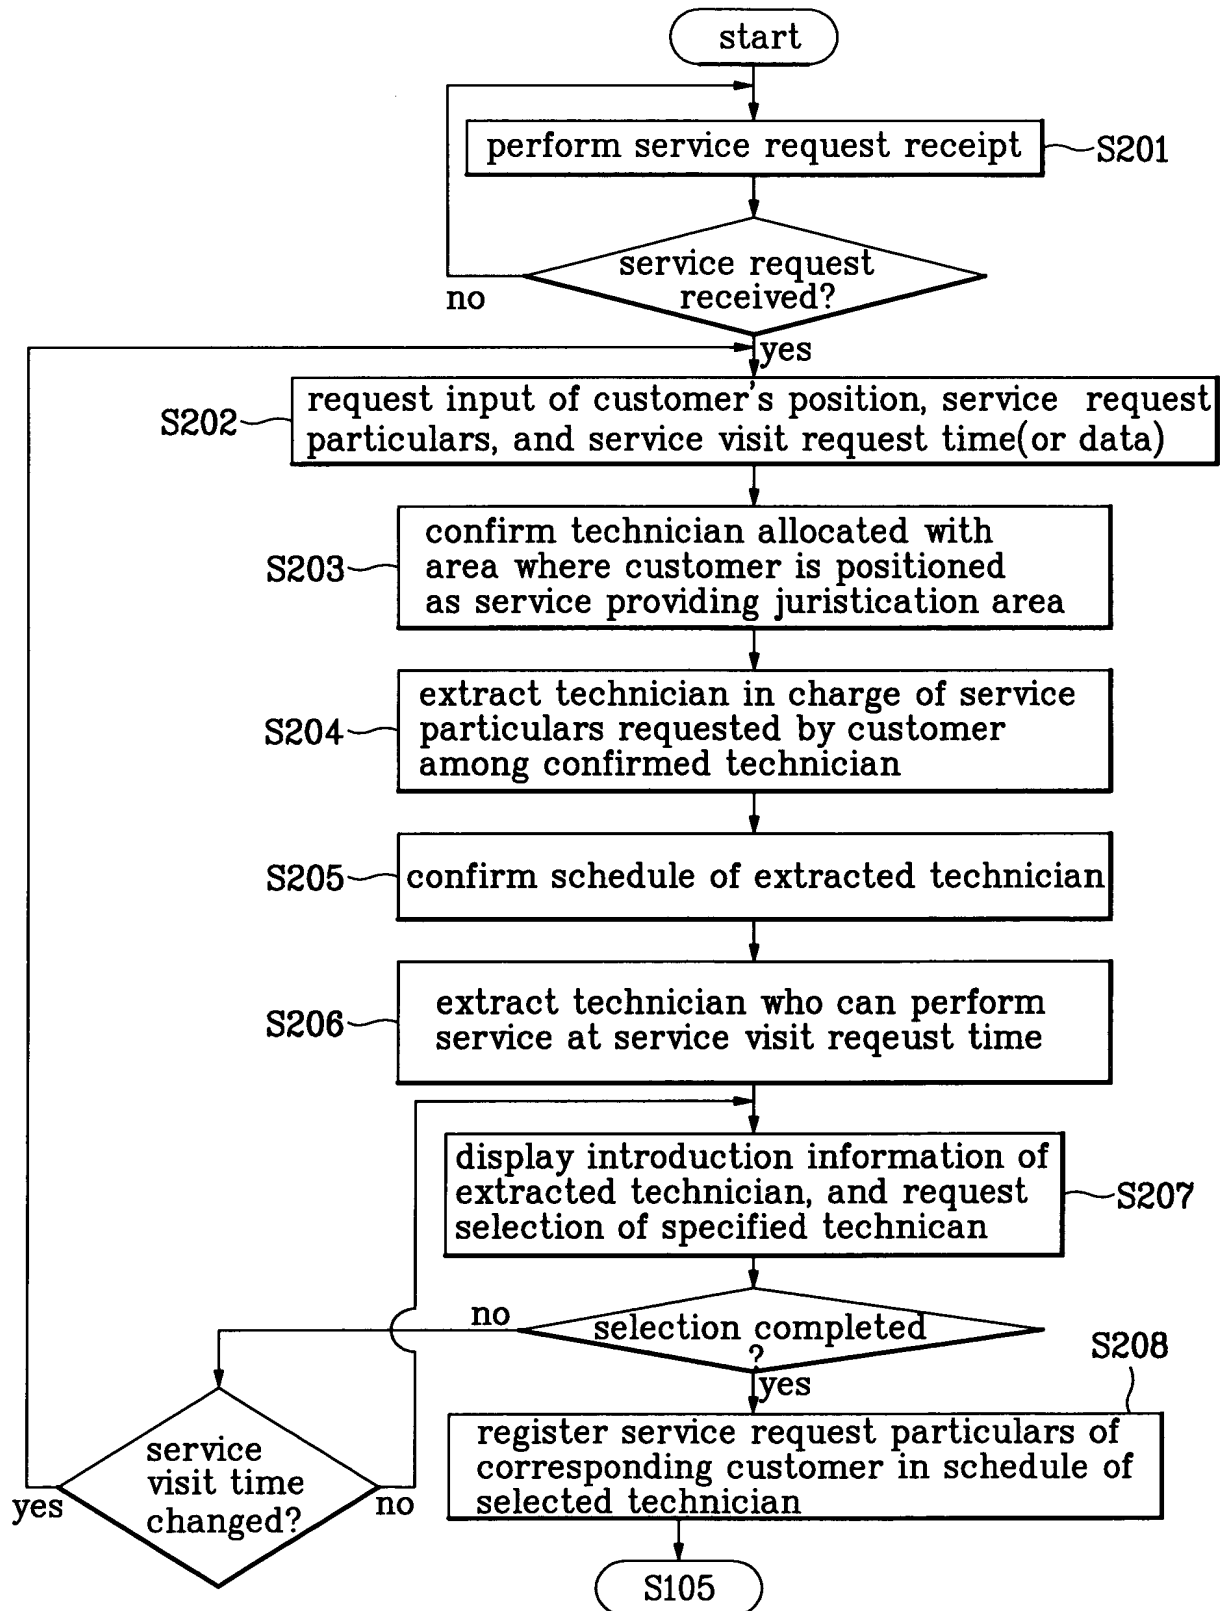 start
perform service request receipt
S201
service request
received?
no
yes
S202
request input of customer's position, service request
particulars, and service visit request time(or data)
S203
confirm technician allocated with
area where customer is positioned
as service providing juristication area
S204
extract technician in charge of service
particulars requested by customer
among confirmed technician
S205
confirm schedule of extracted technician
S206
extract technician who can perform
service at service visit reqeust time
display introduction information of
extracted technician, and request
selection of specified technican
S207
no
selection completed
?
yes
S208
service
visit time
changed?
yes
no
register service request particulars of
corresponding customer in schedule of
selected technician
S105